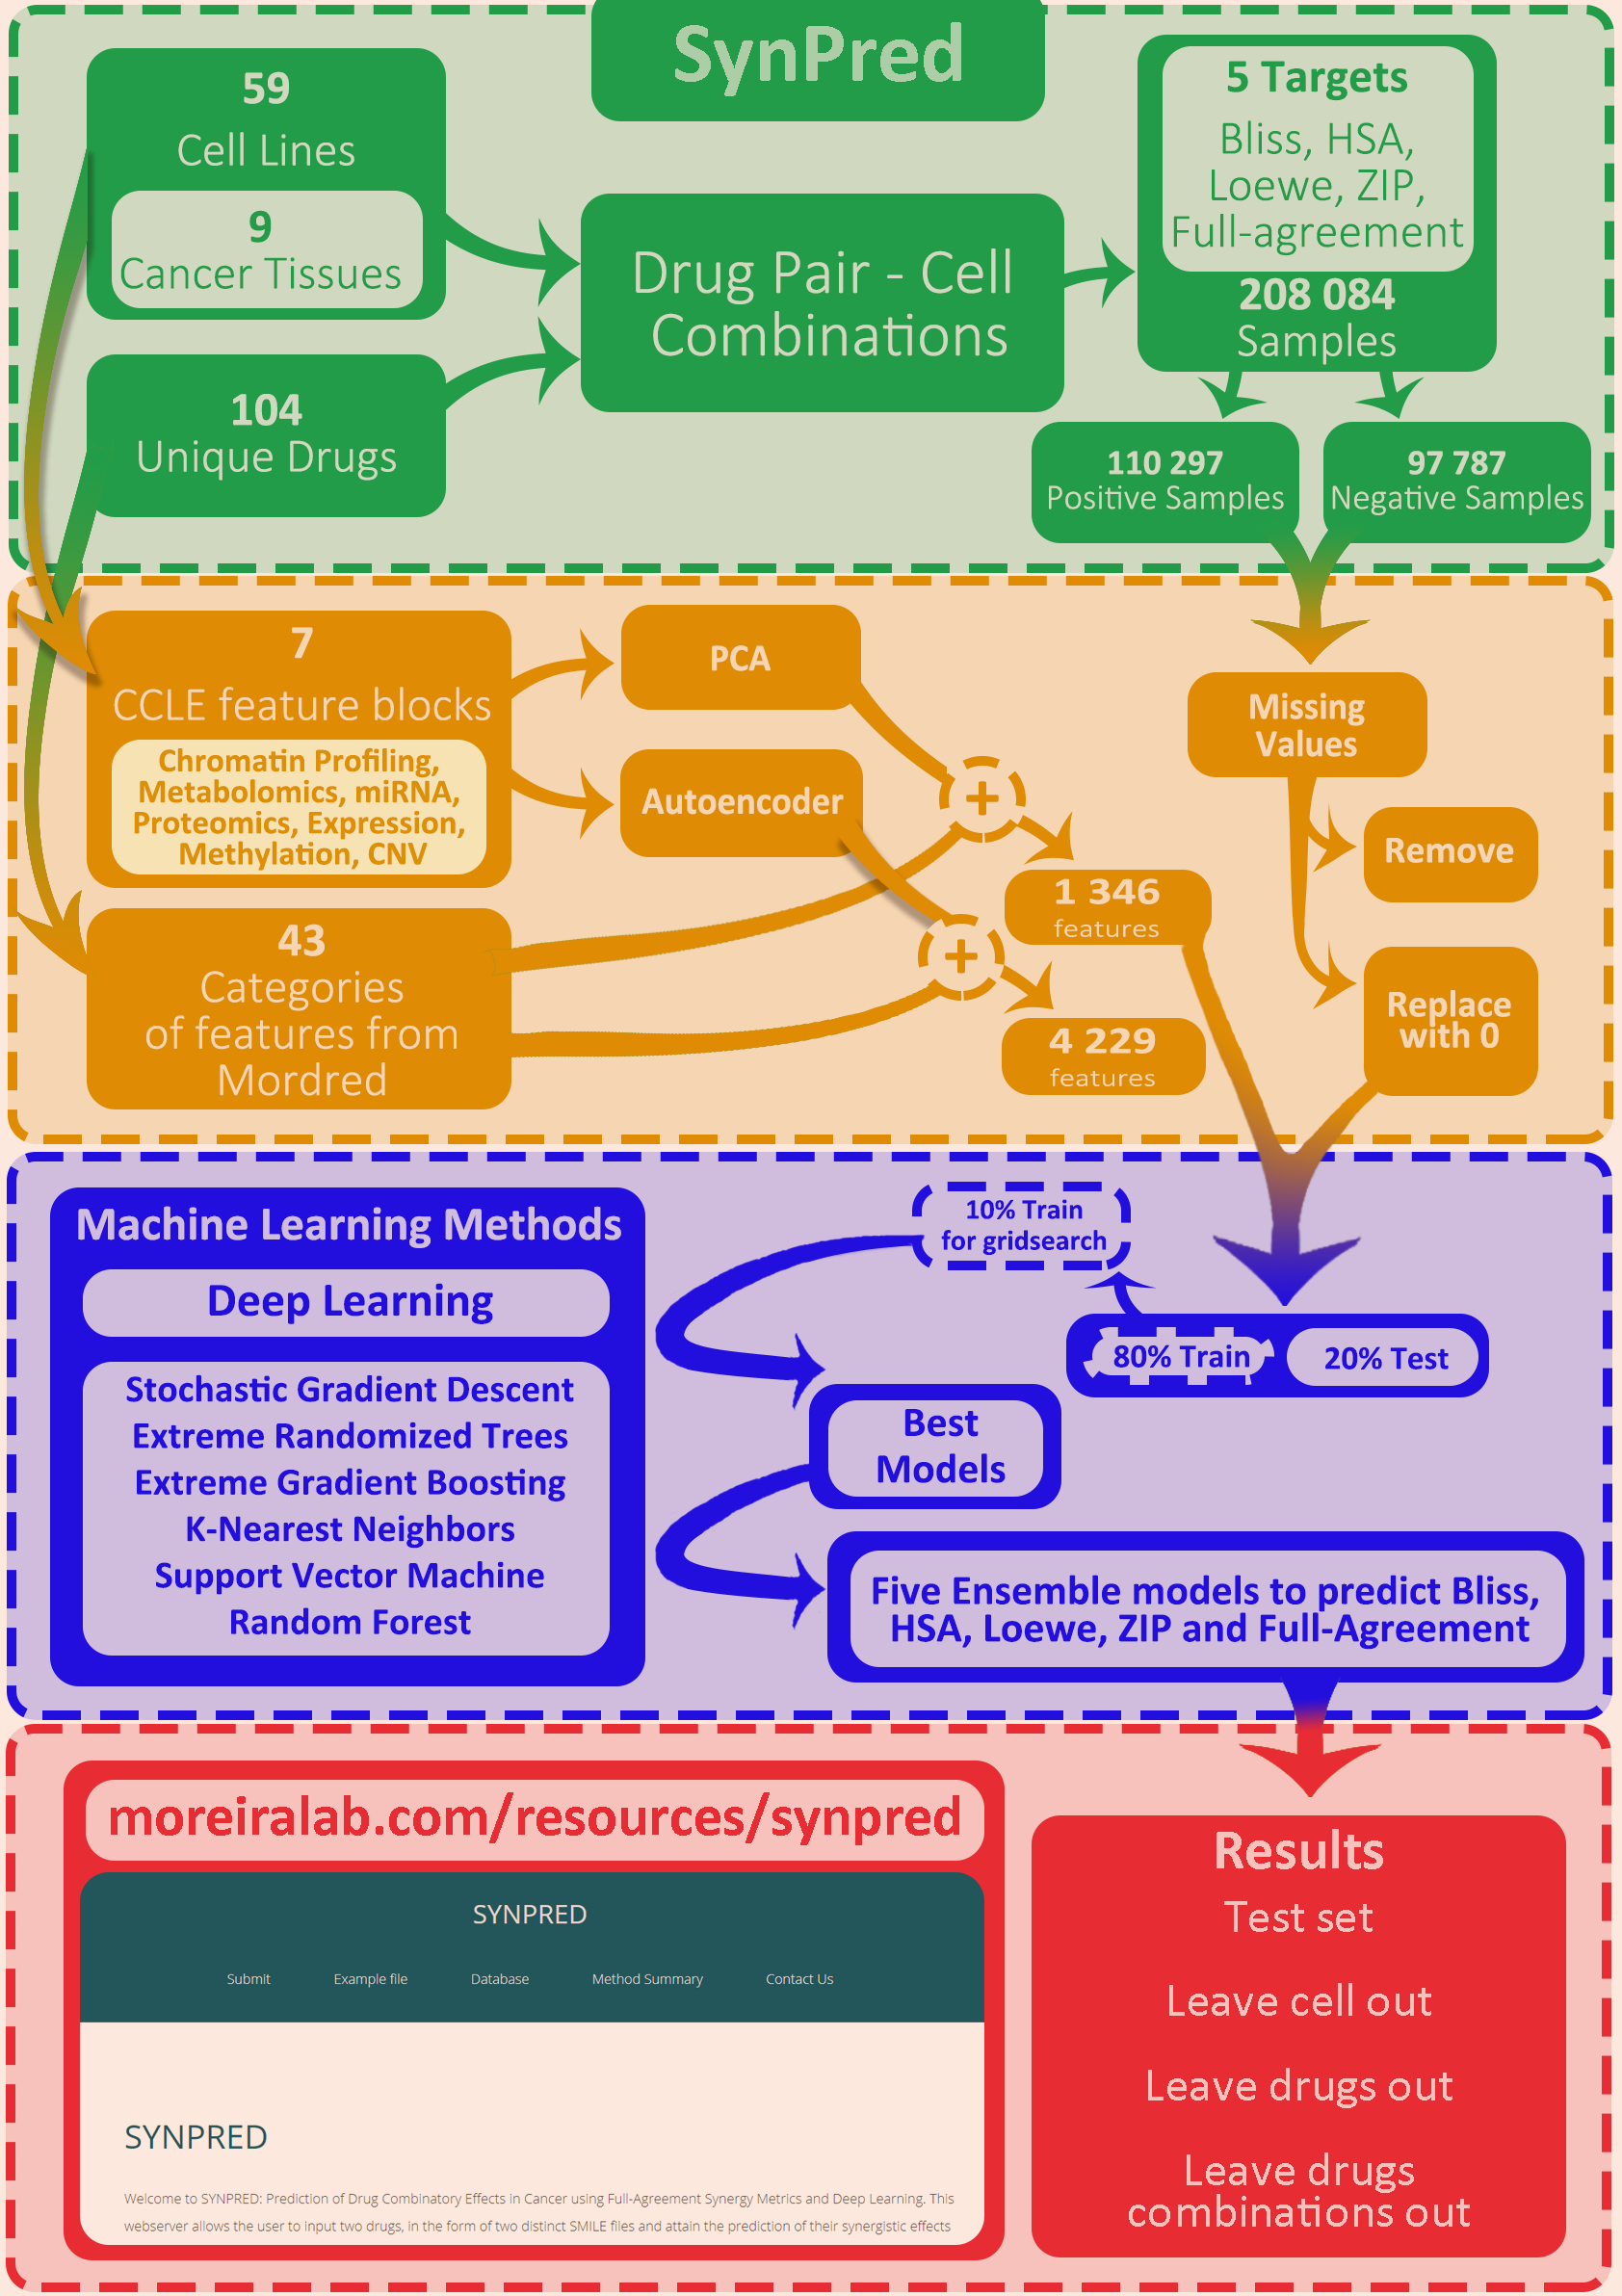 SynPred
59
Cell Lines
9
Cancer Tissues
104
Unique Drugs
Drug Pair - Cell
Combinations
5 Targets
Bliss, HSA,
Loewe, ZIP,
Full-agreement
208 084
Samples
110 297
Positive Samples
97 787
Negative Samples
7
CCLE feature blocks
Chromatin Profiling,
Metabolomics, miRNA,
Proteomics, Expression,
Methylation, CNV
43
Categories
of features from
Mordred
PCA
Autoencoder
+
+
1 346
features
4 229
features
Missing
Values
Remove
Replace
with 0
Machine Learning Methods
Deep Learning
Stochastic Gradient Descent
Extreme Randomized Trees
Extreme Gradient Boosting
K-Nearest Neighbors
Support Vector Machine
Random Forest
10% Train
for gridsearch
80% Train
20% Test
Best
Models
Five Ensemble models to predict Bliss,
HSA, Loewe, ZIP and Full-Agreement
moreiralab.com/resources/synpred
SYNPRED
Submit Example file Database Method Summary Contact Us
SYNPRED
Welcome to SYNPRED: Prediction of Drug Combinatory Effects in Cancer using Full-Agreement Synergy Metrics and Deep Learning. This
webserver allows the user to input two drugs, in the form of two distinct SMILE files and attain the prediction of their synergistic effects
Results
Test set
Leave cell out
Leave drugs out
Leave drugs
combinations out